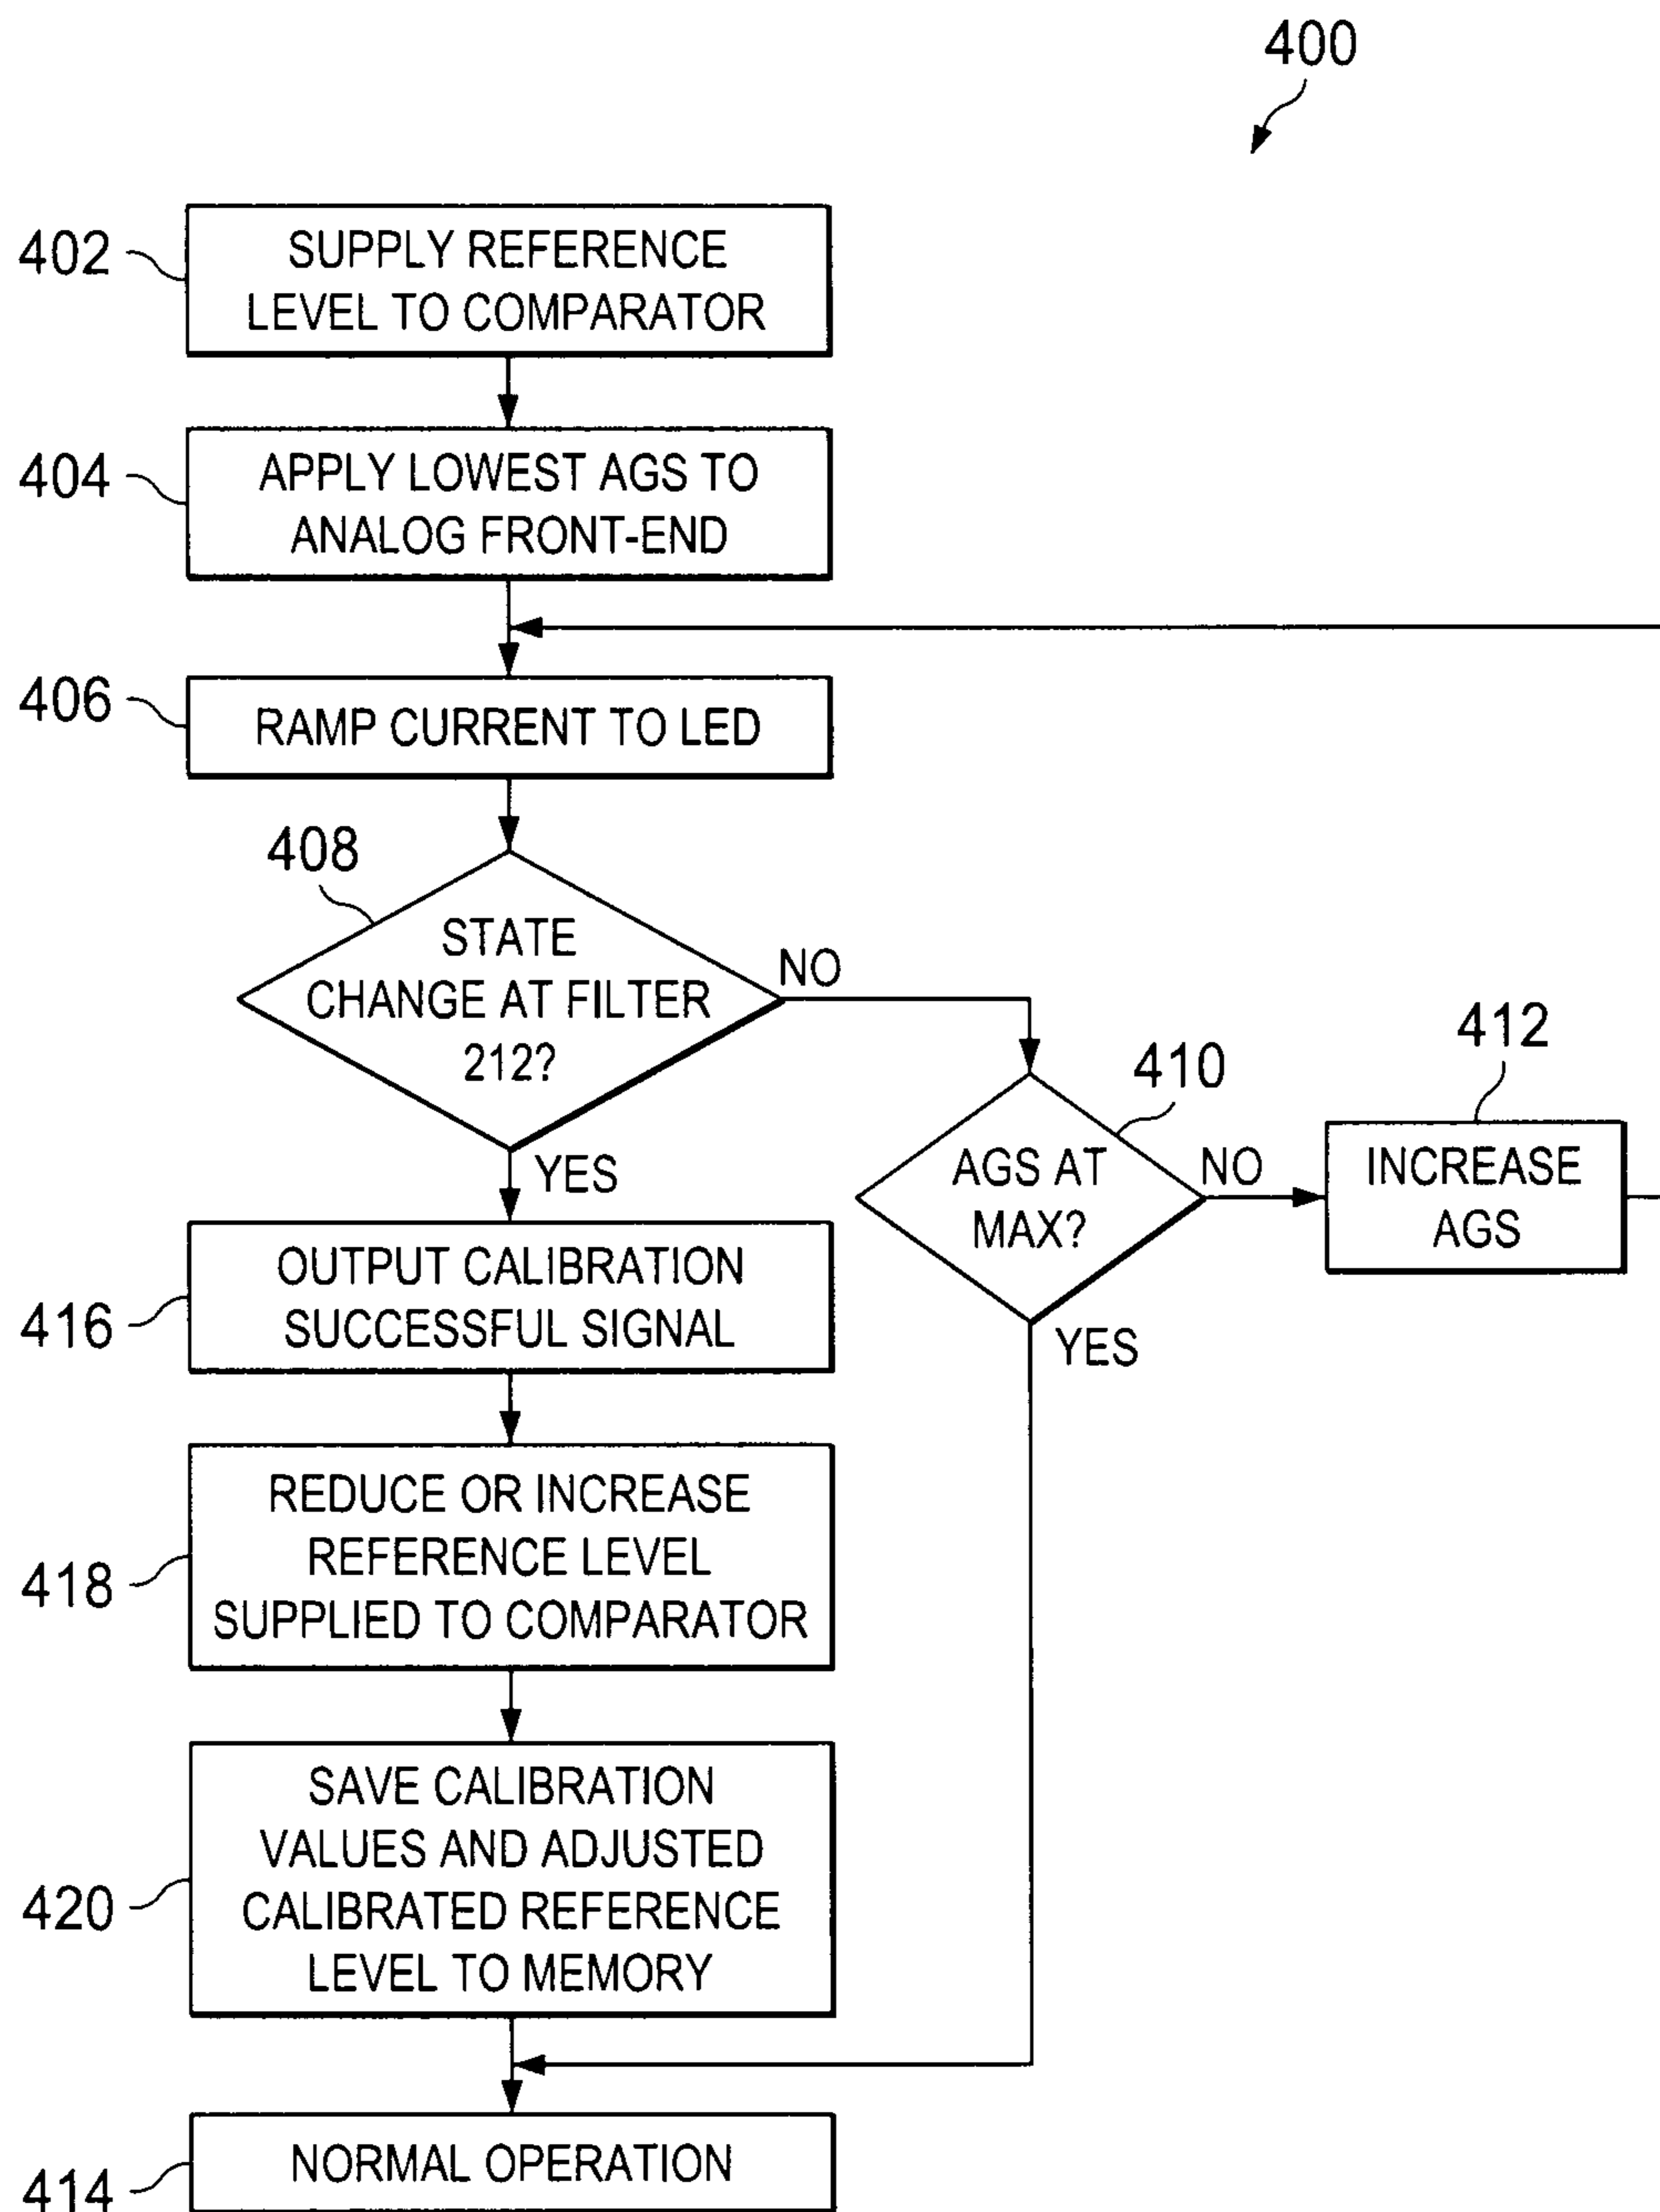 400
402
SUPPLY REFERENCE
LEVEL TO COMPARATOR
404
APPLY LOWEST AGS TO
ANALOG FRONT-END
406
RAMP CURRENT TO LED
408
STATE
CHANGE AT FILTER
212?
NO
YES
410
AGS AT
MAX?
NO
YES
412
INCREASE
AGS
416
OUTPUT CALIBRATION
SUCCESSFUL SIGNAL
418
REDUCE OR INCREASE
REFERENCE LEVEL
SUPPLIED TO COMPARATOR
420
SAVE CALIBRATION
VALUES AND ADJUSTED
CALIBRATED REFERENCE
LEVEL TO MEMORY
414
NORMAL OPERATION